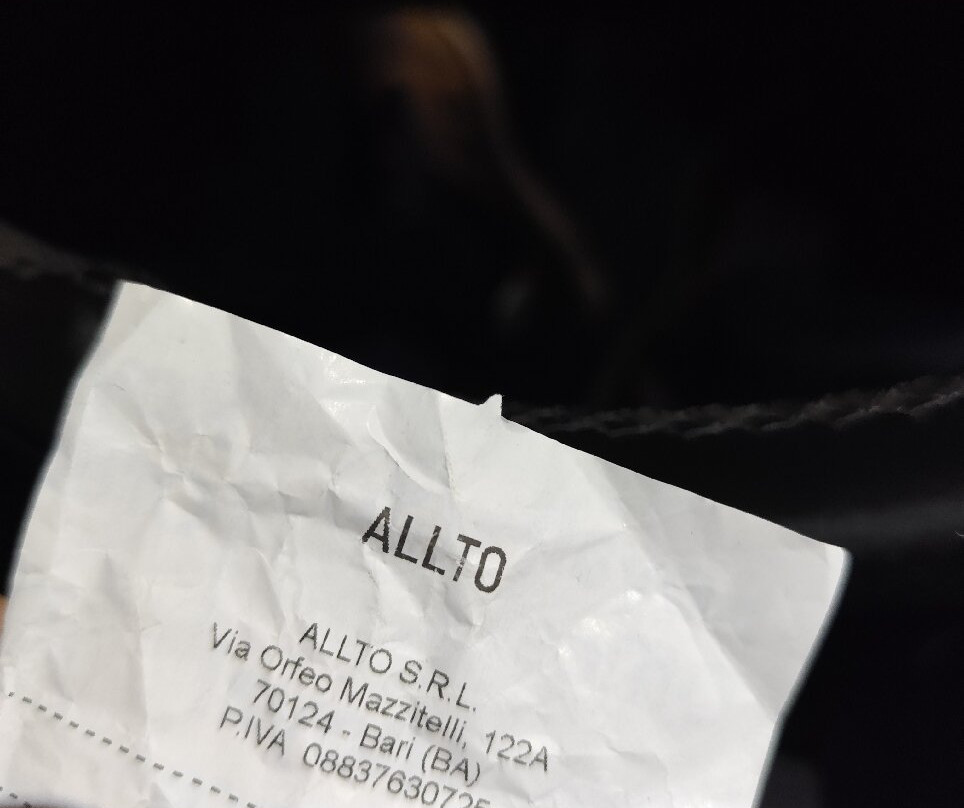 ALLTO
ALLTO S.R.L.
Via Orfeo Mazzitelli, 122A
70124 - Bari (BA)
P.IVA 08837630725